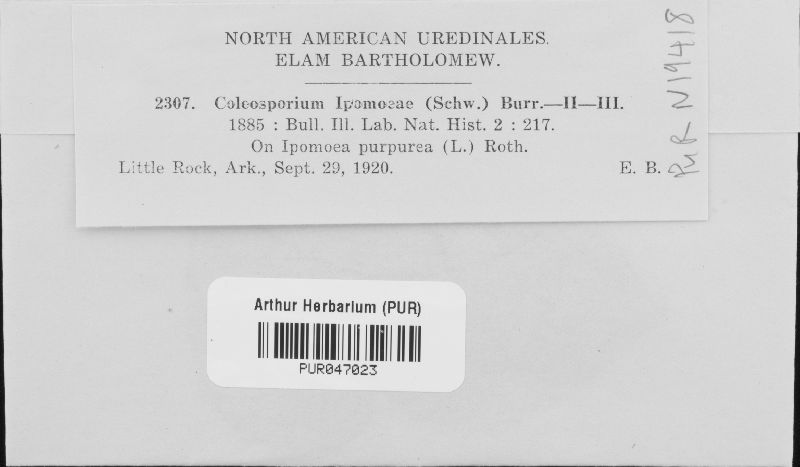 NORTH AMERICAN UREDINALES.
ELAM BARTHOLOMEW.
2307. Coleosporium Ipomoeae (Schw.) Burr.—II—III.
1885 : Bull. Ill. Lab. Nat. Hist. 2 : 217.
On Ipomoea purpurea (L.) Roth.
Little Rock, Ark., Sept. 29, 1920. E. B.
PUR N19418
Arthur Herbarium (PUR)
PUR047023